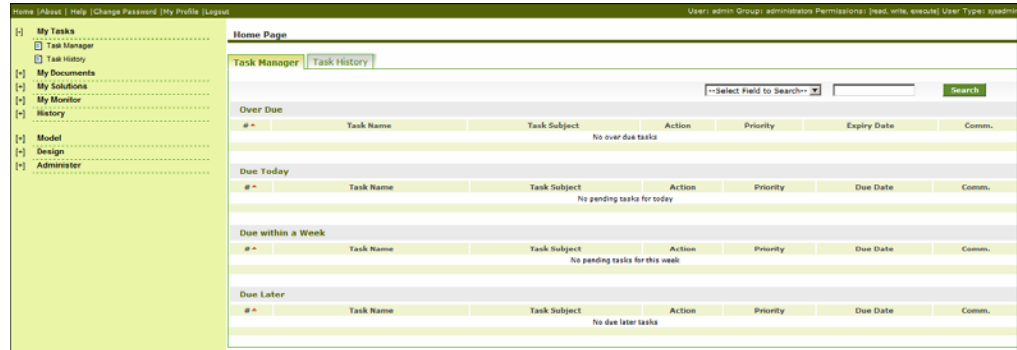 Home |About | Help |Change Password |My Profile |Logout
User: admin Group: administrators Permissions: [read, write, execute] User Type: sysadmin
[-] My Tasks
Task Manager
Task History
[+] My Documents
[+] My Solutions
[+] My Monitor
[+] History
[+] Model
[+] Design
[+] Administer
Home Page
Task Manager Task History
--Select Field to Search-- Search
Over Due
# Task Name Task Subject Action Priority Expiry Date Comm.
No over due tasks
Due Today
# Task Name Task Subject Action Priority Due Date Comm.
No pending tasks for today
Due within a Week
# Task Name Task Subject Action Priority Due Date Comm.
No pending tasks for this week
Due Later
# Task Name Task Subject Action Priority Due Date Comm.
No due later tasks